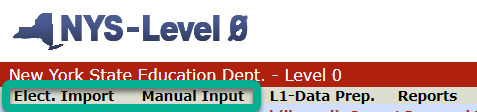 NYS-Level 0
New York State Education Dept. - Level 0
Elect. Import Manual Input L1-Data Prep. Reports